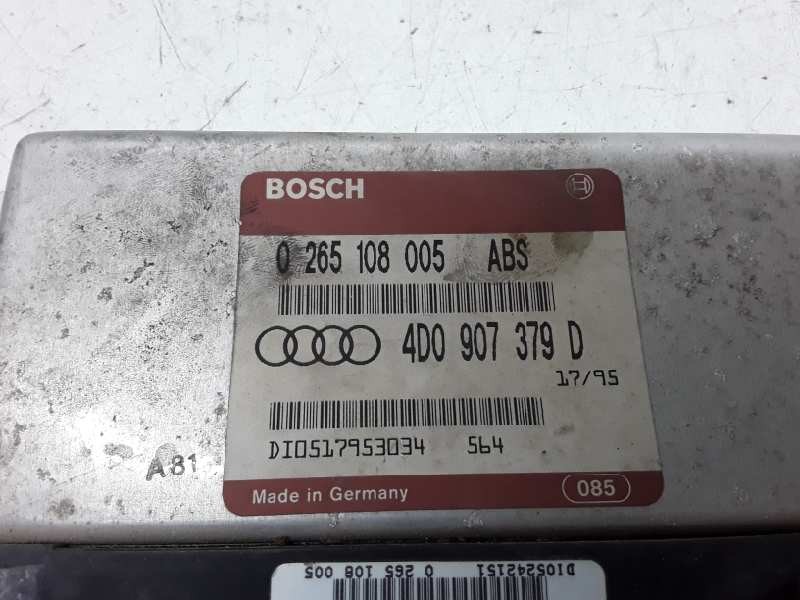 BOSCH
0 265 108 005 ABS
4D0 907 379 D
17/95
DI0517953034 564
A81
Made in Germany 085
0 265 108 005
DI05242151